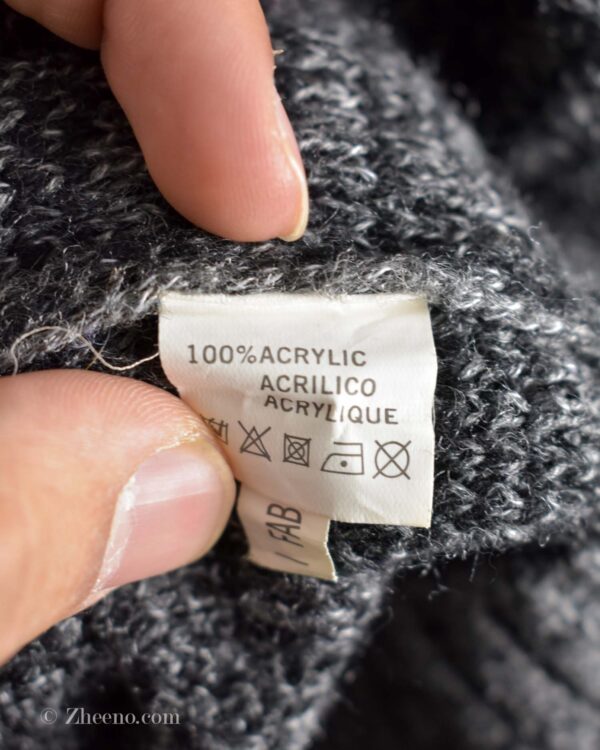 100%ACRYLIC
ACRILICO
ACRYLIQUE
/ FAB
© Zheeno.com